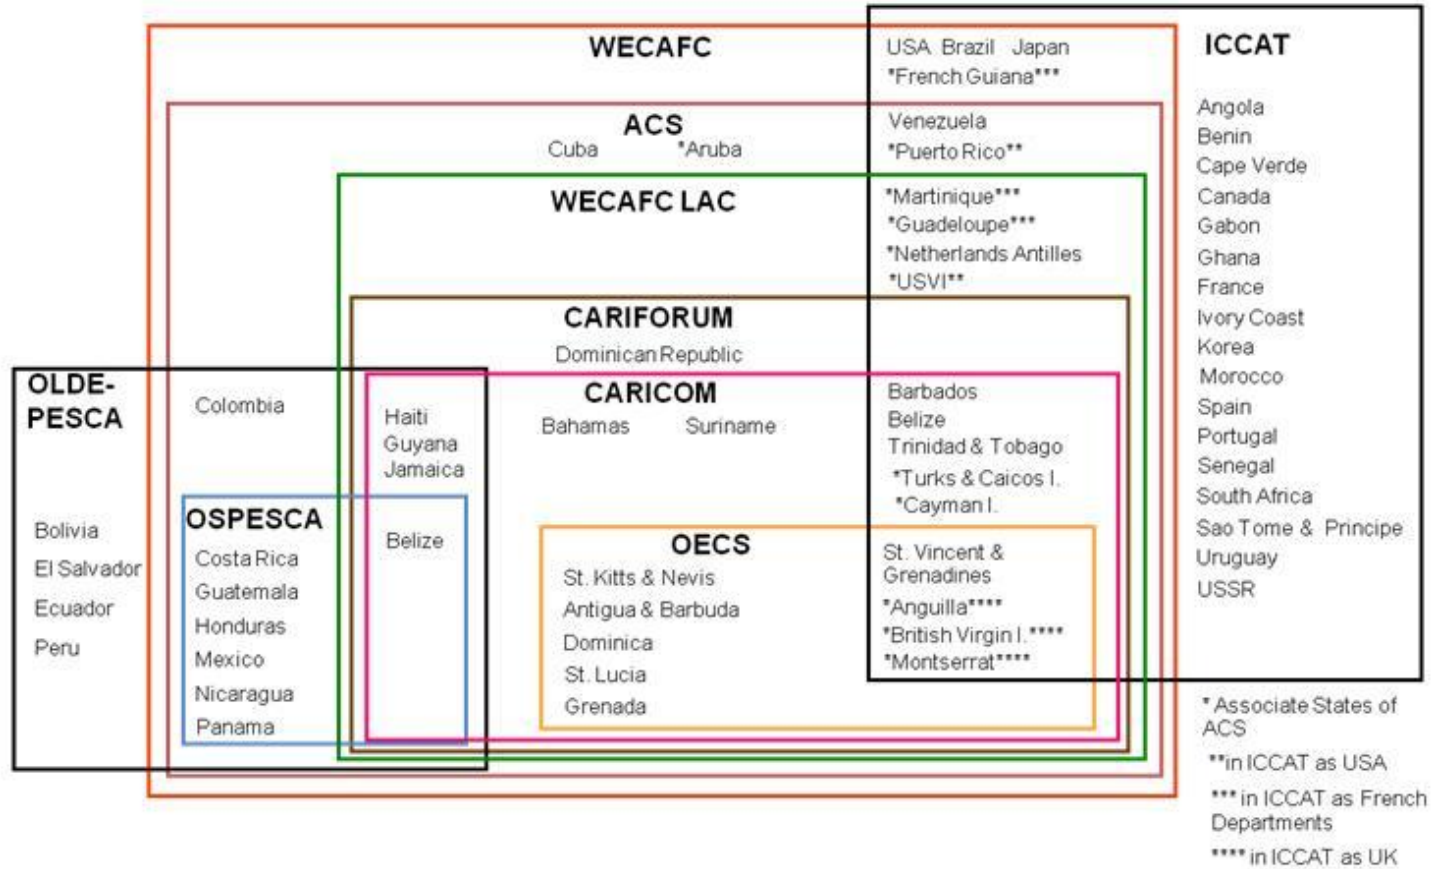 WECAFC
USA Brazil Japan
*French Guiana***
ICCAT
Angola
Benin
Cape Verde
Canada
Gabon
Ghana
France
Ivory Coast
Korea
Morocco
Spain
Portugal
Senegal
South Africa
Sao Tome & Principe
Uruguay
USSR
ACS
Cuba *Aruba
Venezuela
*Puerto Rico**
WECAFC LAC
*Martinique***
*Guadeloupe***
*Netherlands Antilles
*USVI**
CARIFORUM
Dominican Republic
OLDE-
PESCA
Colombia
Haiti
Guyana
Jamaica
CARICOM
Bahamas Suriname
Barbados
Belize
Trinidad & Tobago
*Turks & Caicos I.
*Cayman I.
Bolivia
El Salvador
Ecuador
Peru
OSPESCA
Costa Rica
Guatemala
Honduras
Mexico
Nicaragua
Panama
Belize
OECS
St. Kitts & Nevis
Antigua & Barbuda
Dominica
St. Lucia
Grenada
St. Vincent &
Grenadines
*Anguilla****
*British Virgin I.****
*Montserrat****
* Associate States of
ACS
**in ICCAT as USA
*** in ICCAT as French
Departments
**** in ICCAT as UK